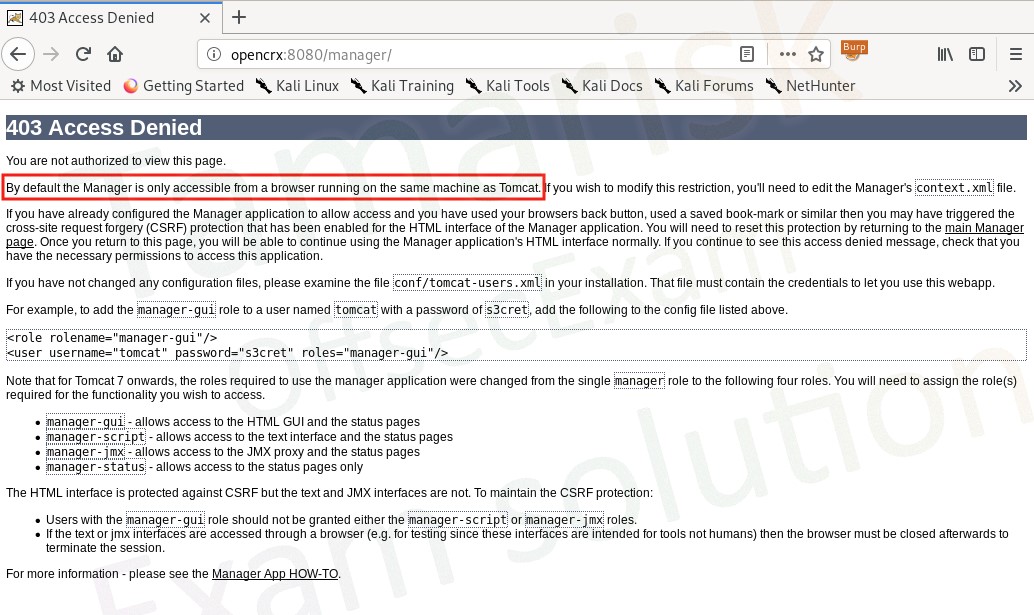 403 Access Denied
opencrx:8080/manager/
Burp
Most Visited Getting Started Kali Linux Kali Training Kali Tools Kali Docs Kali Forums NetHunter
403 Access Denied
You are not authorized to view this page.
By default the Manager is only accessible from a browser running on the same machine as Tomcat. If you wish to modify this restriction, you'll need to edit the Manager's context.xml file.
If you have already configured the Manager application to allow access and you have used your browsers back button, used a saved book-mark or similar then you may have triggered the
cross-site request forgery (CSRF) protection that has been enabled for the HTML interface of the Manager application. You will need to reset this protection by returning to the main Manager
page. Once you return to this page, you will be able to continue using the Manager application's HTML interface normally. If you continue to see this access denied message, check that you
have the necessary permissions to access this application.
If you have not changed any configuration files, please examine the file conf/tomcat-users.xml in your installation. That file must contain the credentials to let you use this webapp.
For example, to add the manager-gui role to a user named tomcat with a password of s3cret, add the following to the config file listed above.
<role rolename="manager-gui"/>
<user username="tomcat" password="s3cret" roles="manager-gui"/>
Note that for Tomcat 7 onwards, the roles required to use the manager application were changed from the single manager role to the following four roles. You will need to assign the role(s)
required for the functionality you wish to access.
manager-gui - allows access to the HTML GUI and the status pages
manager-script - allows access to the text interface and the status pages
manager-jmx - allows access to the JMX proxy and the status pages
manager-status - allows access to the status pages only
The HTML interface is protected against CSRF but the text and JMX interfaces are not. To maintain the CSRF protection:
Users with the manager-gui role should not be granted either the manager-script or manager-jmx roles.
If the text or jmx interfaces are accessed through a browser (e.g. for testing since these interfaces are intended for tools not humans) then the browser must be closed afterwards to
terminate the session.
For more information - please see the Manager App HOW-TO.
Tamarisk
OffsecExam
Exam solution